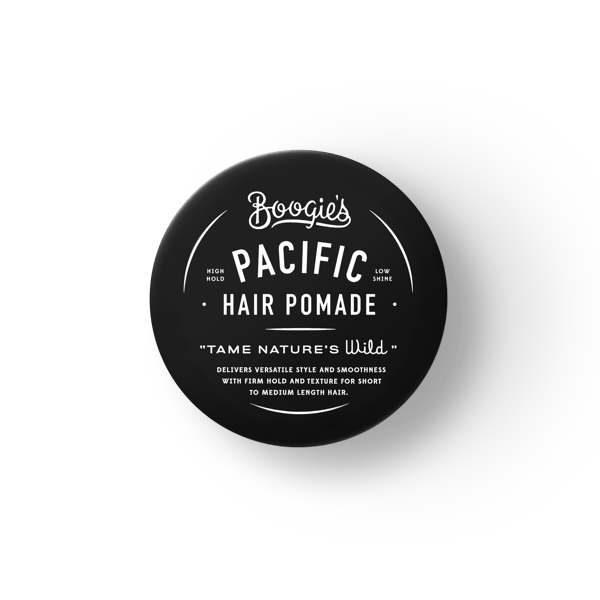 Boogie's
PACIFIC
HIGH HOLD
LOW SHINE
· HAIR POMADE ·
"TAME NATURE'S Wild"
DELIVERS VERSATILE STYLE AND SMOOTHNESS
WITH FIRM HOLD AND TEXTURE FOR SHORT
TO MEDIUM LENGTH HAIR.